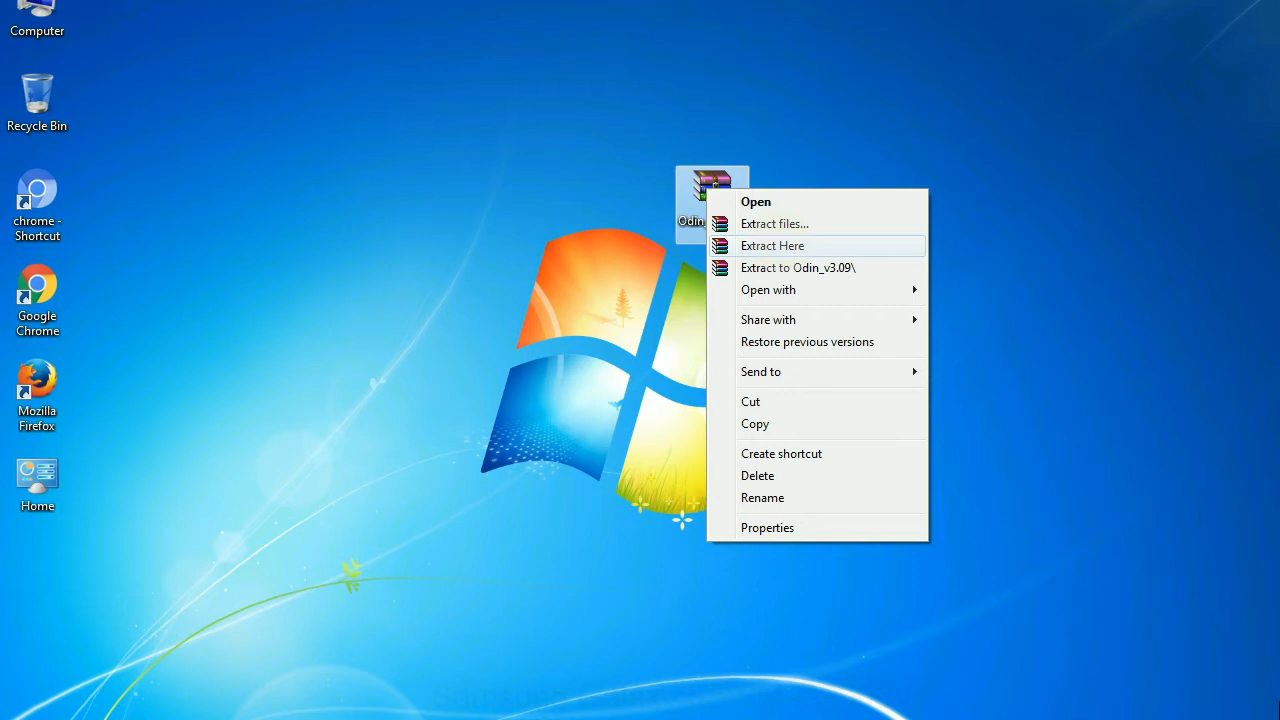 Computer
Recycle Bin
chrome -
Shortcut
Google
Chrome
Mozilla
Firefox
Home
Odin_
Open
Extract files...
Extract Here
Extract to Odin_v3.09\
Open with
Share with
Restore previous versions
Send to
Cut
Copy
Create shortcut
Delete
Rename
Properties